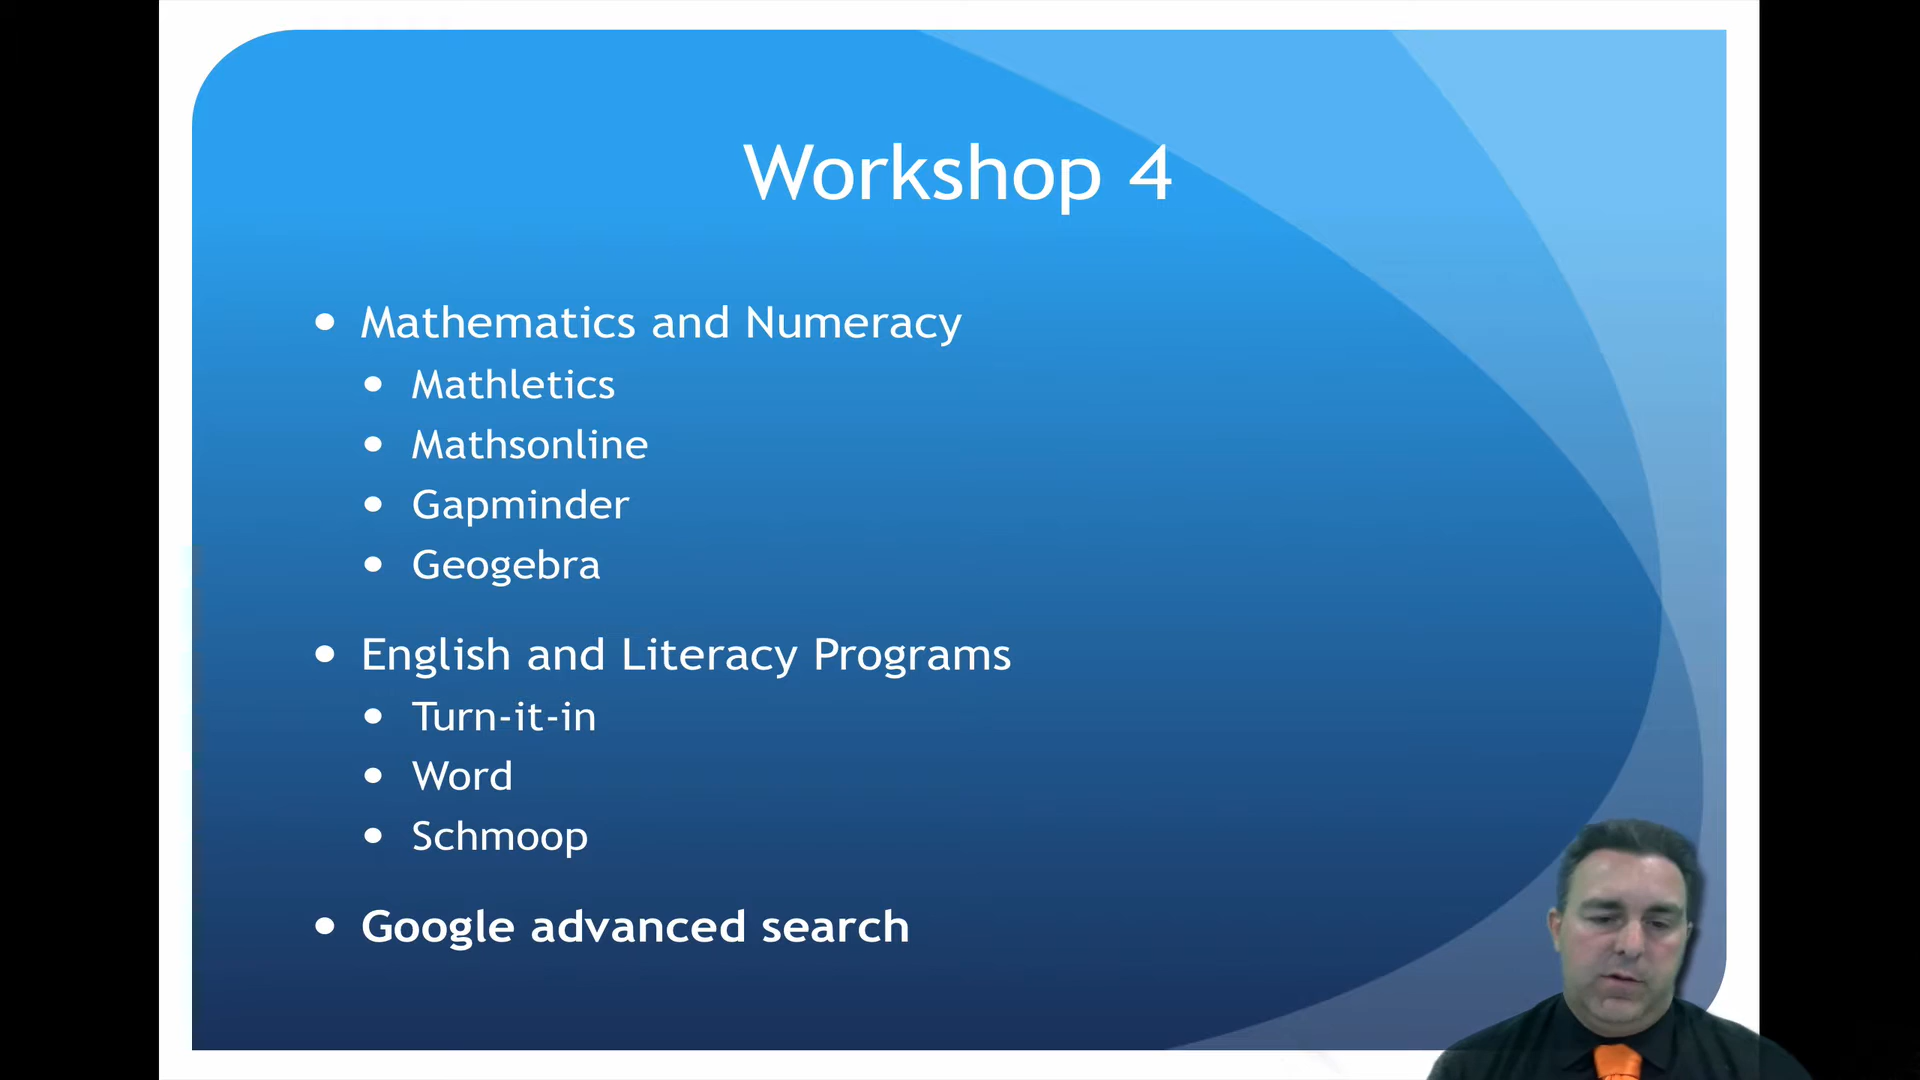 Workshop 4
Mathematics and Numeracy
Mathletics
Mathsonline
Gapminder
Geogebra
English and Literacy Programs
Turn-it-in
Word
Schmoop
Google advanced search